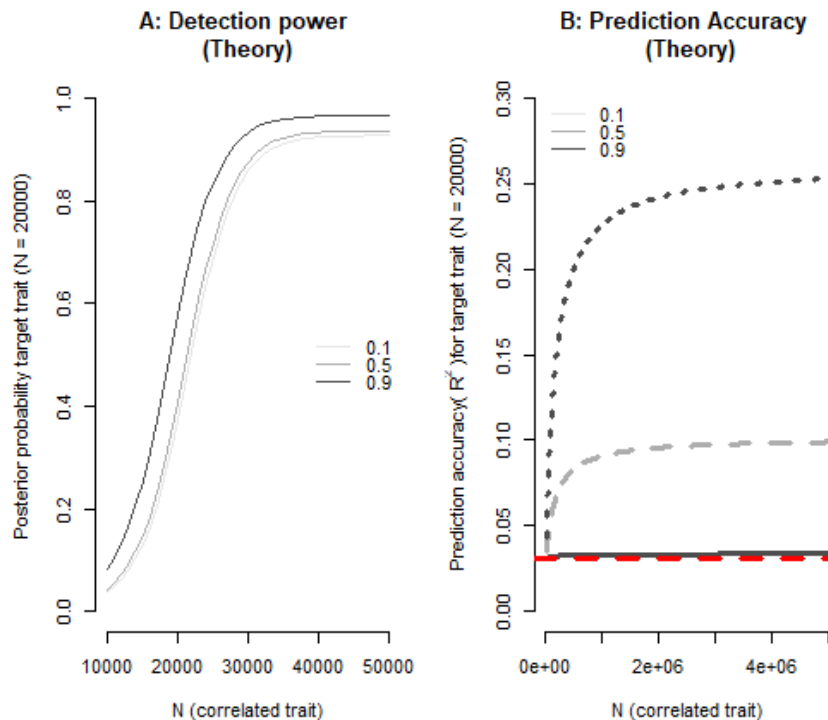 A: Detection power
(Theory)
Posterior probability target trait (N = 20000)
1.0
0.8
0.6
0.4
0.2
0.0
0.1
0.5
0.9
10000 20000 30000 40000 50000
N (correlated trait)
B: Prediction Accuracy
(Theory)
Prediction accuracy( R²)for target trait (N = 20000)
0.30
0.25
0.20
0.15
0.10
0.05
0.00
0.1
0.5
0.9
0e+00 2e+06 4e+06
N (correlated trait)